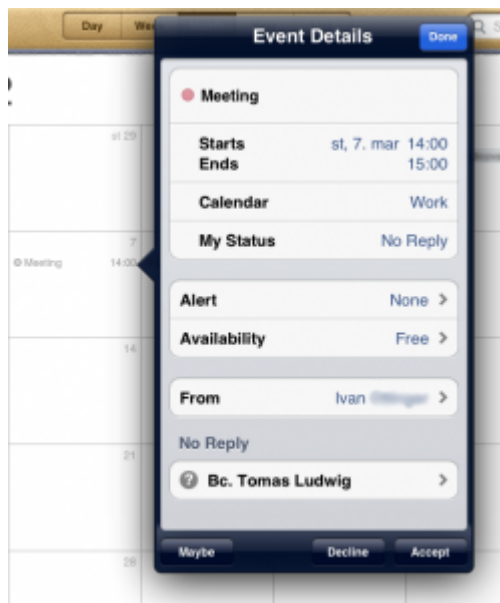 Day
Event Details
Done
Meeting
Starts st, 7. mar 14:00
Ends 15:00
Calendar Work
My Status No Reply
st 29
7
Meeting 14:00
14
21
28
Alert None
Availability Free
From Ivan
No Reply
? Bc. Tomas Ludwig
Maybe
Decline
Accept